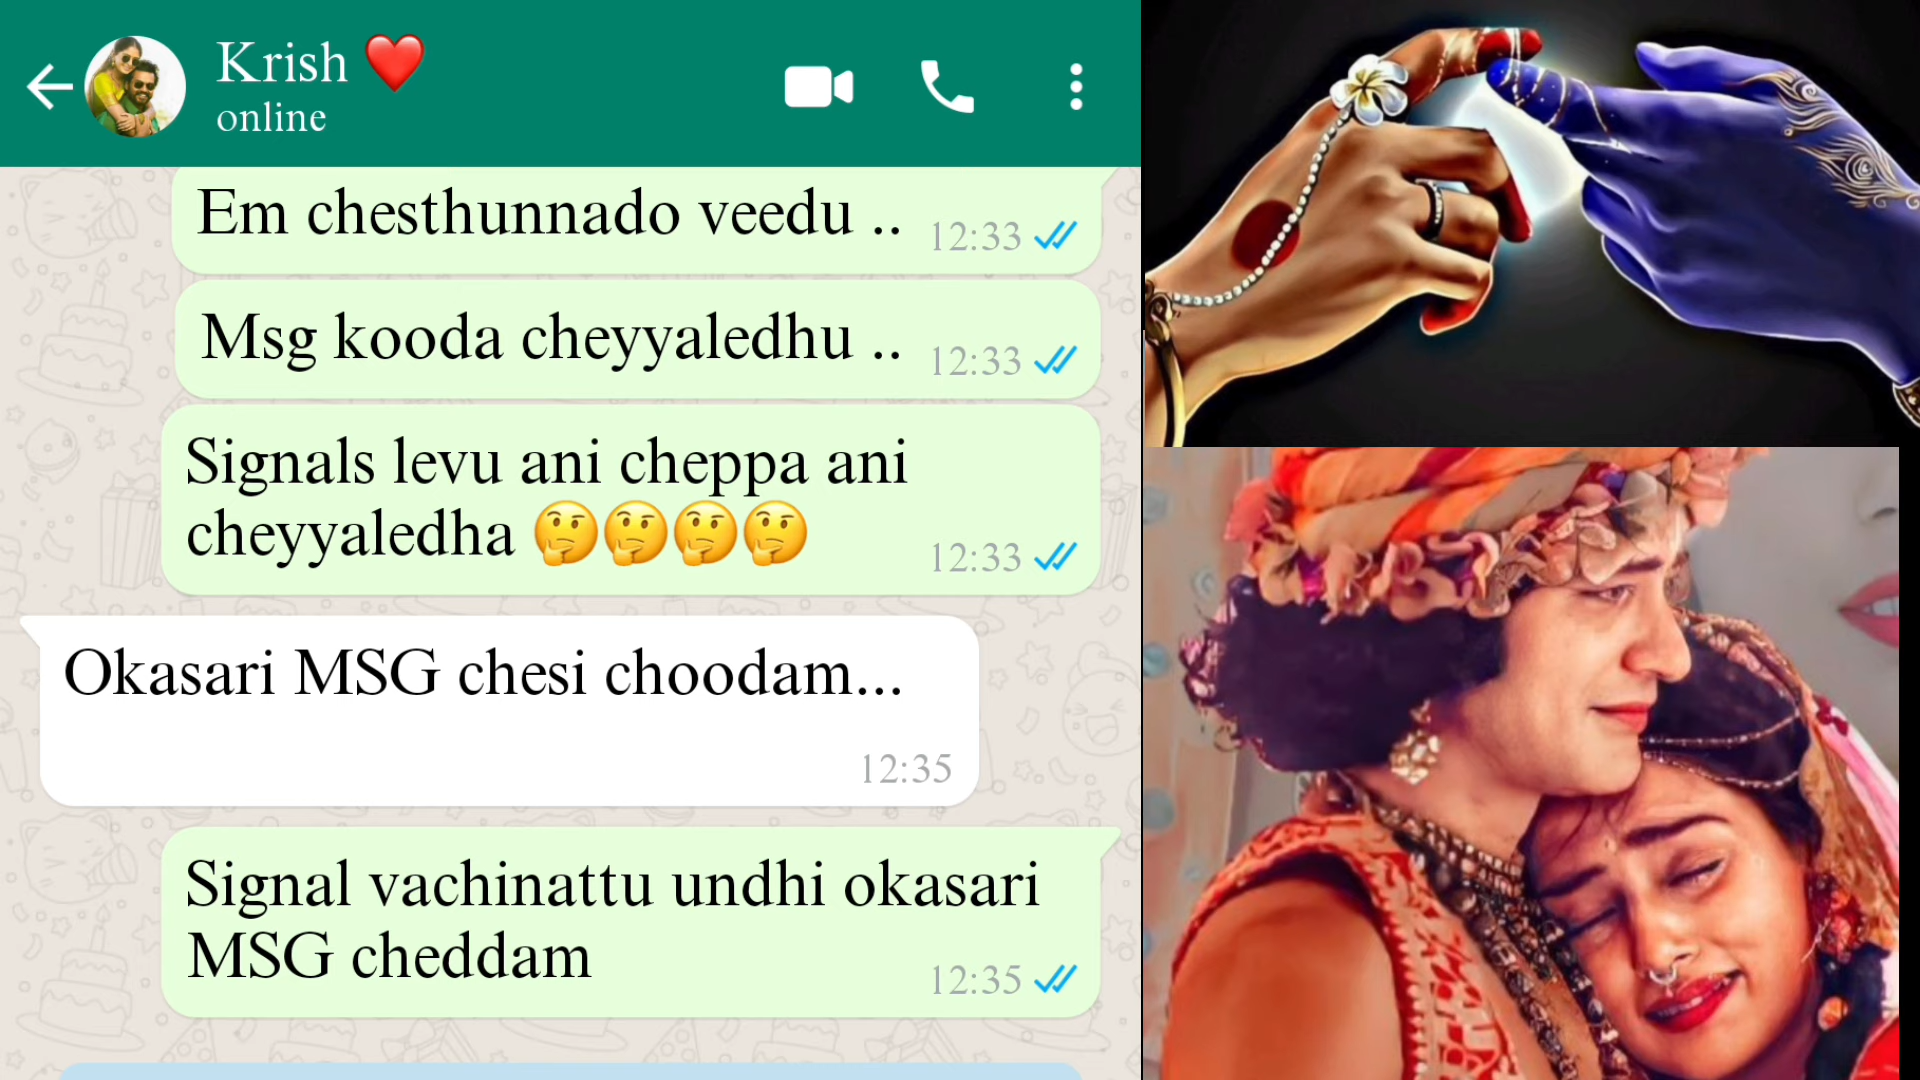 Krish ❤️
online
Em chesthunnado veedu ..
12:33
Msg kooda cheyyaledhu ..
12:33
Signals levu ani cheppa ani
cheyyaledha 🤔🤔🤔🤔
12:33
Okasari MSG chesi choodam...
12:35
Signal vachinattu undhi okasari
MSG cheddam
12:35